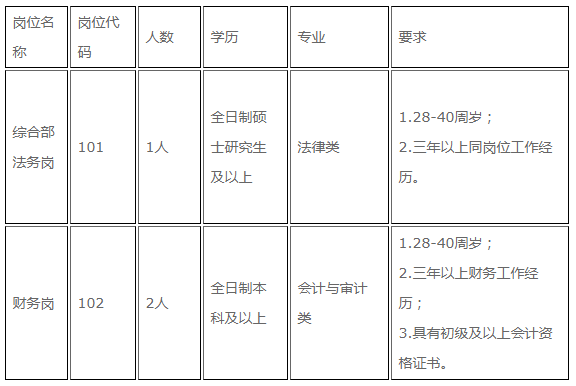 岗位名称
岗位代码
人数
学历
专业
要求
综合部法务岗
101
1人
全日制硕士研究生及以上
法律类
1.28-40周岁；
2.三年以上同岗位工作经历。
财务岗
102
2人
全日制本科及以上
会计与审计类
1.28-40周岁；
2.三年以上财务工作经历；
3.具有初级及以上会计资格证书。